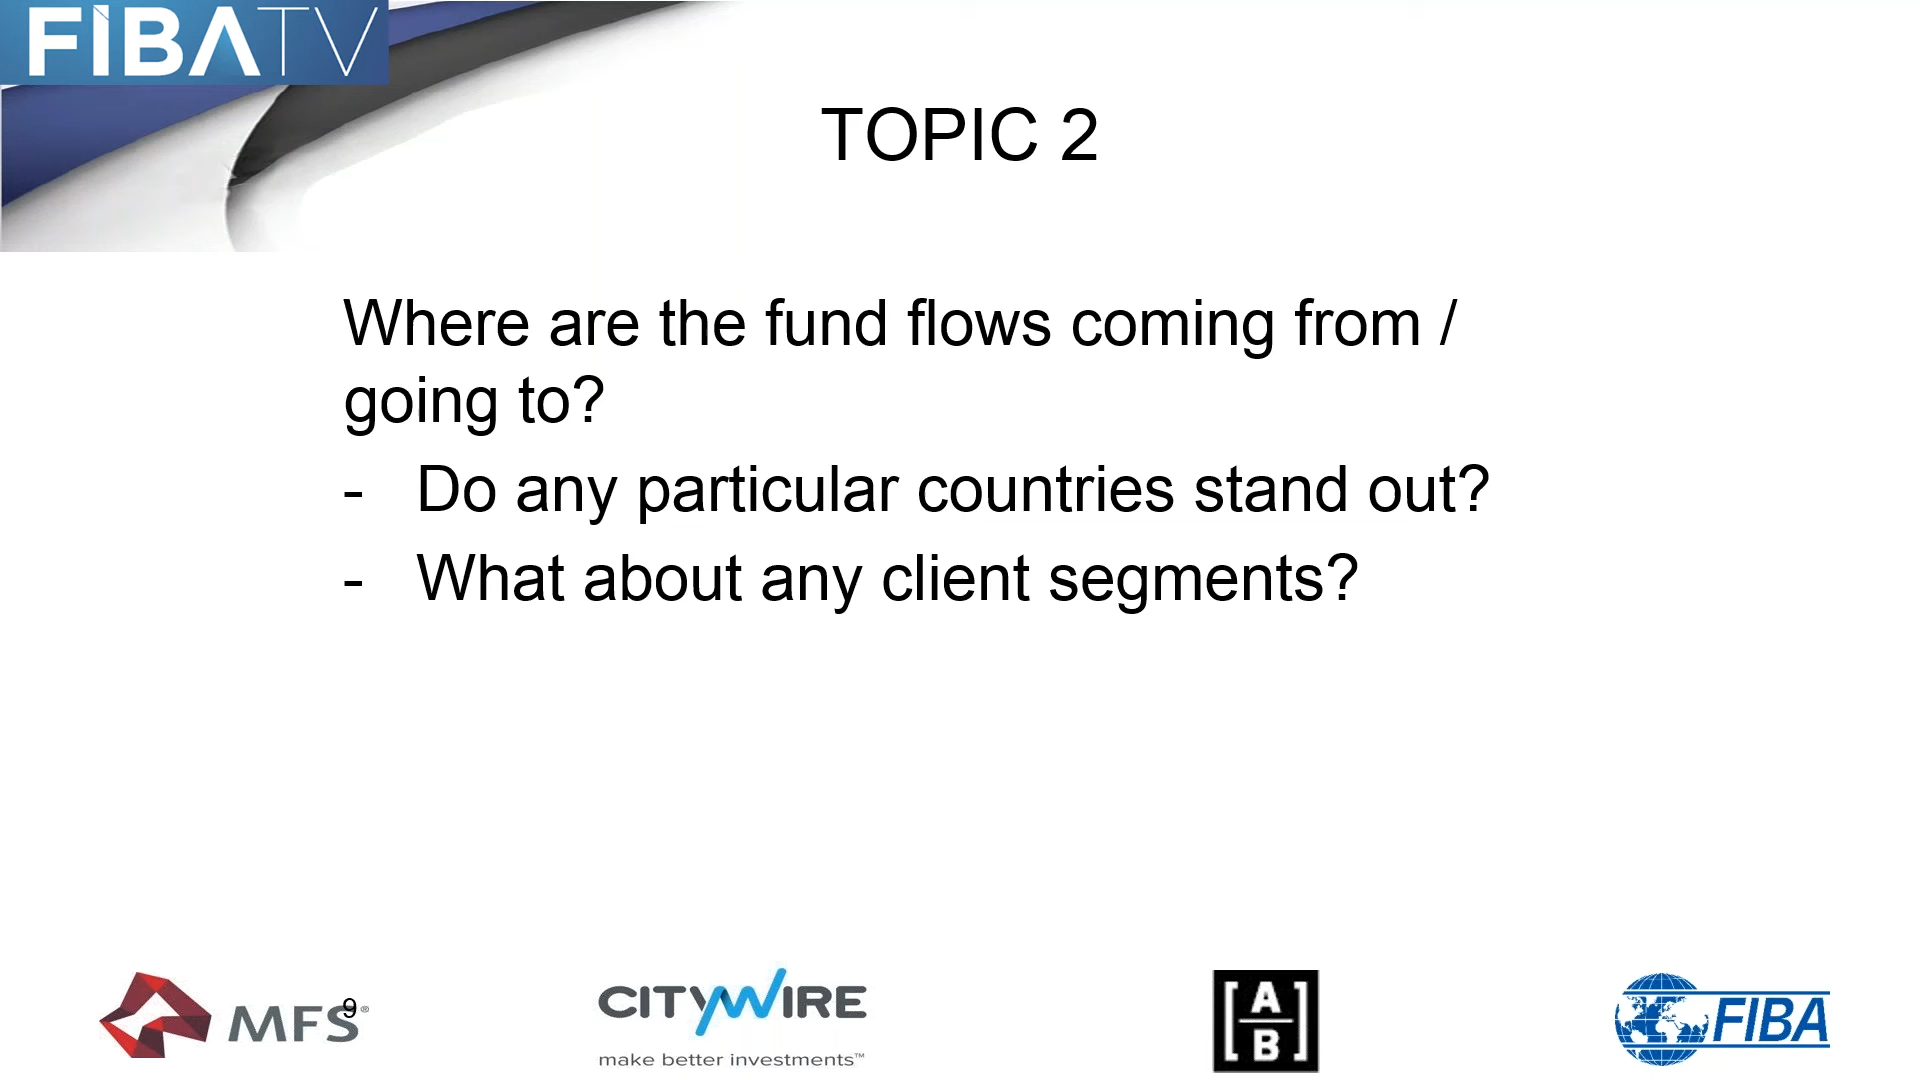 FIBATV
TOPIC 2
Where are the fund flows coming from /
going to?
- Do any particular countries stand out?
- What about any client segments?
MFS®
9
CITYWIRE
make better investments™
[A
B]
FIBA